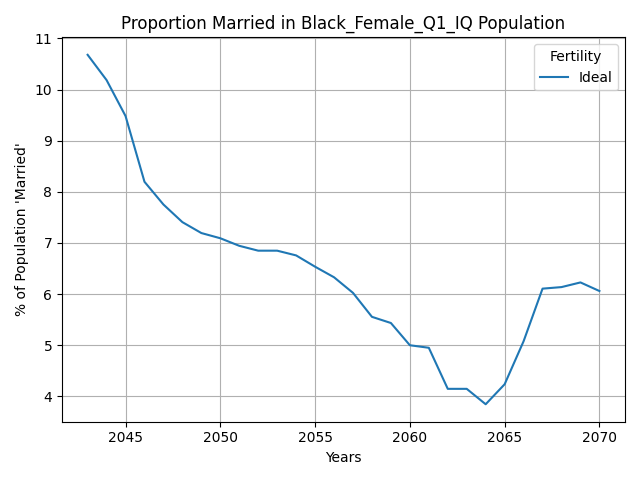 Proportion Married in Black_Female_Q1_IQ Population
11
10
9
8
7
6
5
4
% of Population 'Married'
Fertility
Ideal
2045 2050 2055 2060 2065 2070
Years